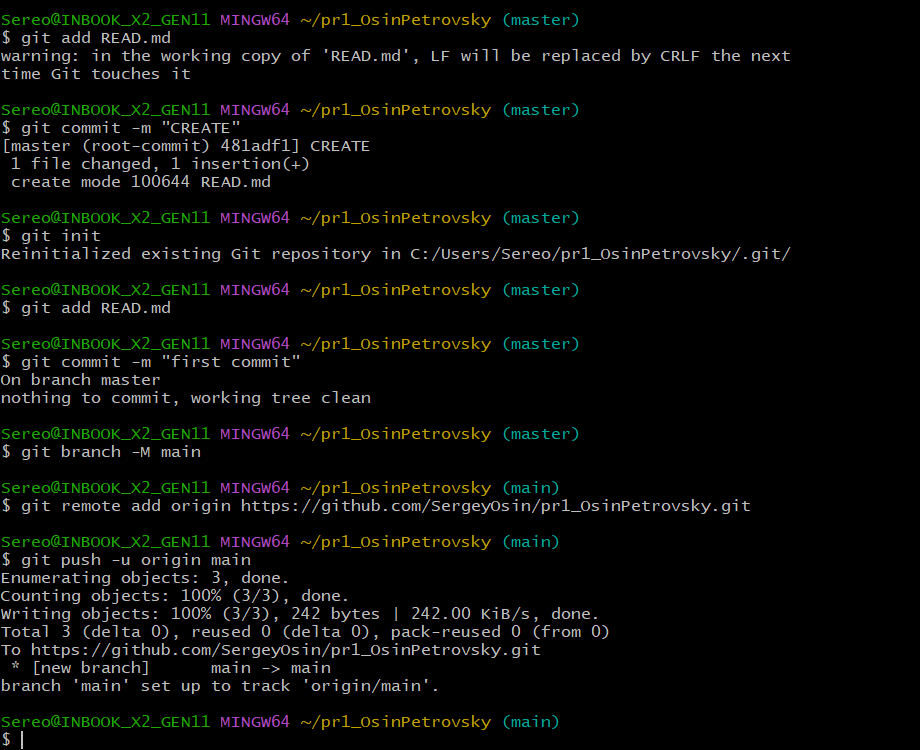 Sereo@INBOOK_X2_GEN11 MINGW64 ~/pr1_OsinPetrovsky (master)
$ git add READ.md
warning: in the working copy of 'READ.md', LF will be replaced by CRLF the next
time Git touches it
Sereo@INBOOK_X2_GEN11 MINGW64 ~/pr1_OsinPetrovsky (master)
$ git commit -m "CREATE"
[master (root-commit) 481adf1] CREATE
1 file changed, 1 insertion(+)
create mode 100644 READ.md
Sereo@INBOOK_X2_GEN11 MINGW64 ~/pr1_OsinPetrovsky (master)
$ git init
Reinitialized existing Git repository in C:/Users/Sereo/pr1_OsinPetrovsky/.git/
Sereo@INBOOK_X2_GEN11 MINGW64 ~/pr1_OsinPetrovsky (master)
$ git add READ.md
Sereo@INBOOK_X2_GEN11 MINGW64 ~/pr1_OsinPetrovsky (master)
$ git commit -m "first commit"
On branch master
nothing to commit, working tree clean
Sereo@INBOOK_X2_GEN11 MINGW64 ~/pr1_OsinPetrovsky (master)
$ git branch -M main
Sereo@INBOOK_X2_GEN11 MINGW64 ~/pr1_OsinPetrovsky (main)
$ git remote add origin https://github.com/SergeyOsin/pr1_OsinPetrovsky.git
Sereo@INBOOK_X2_GEN11 MINGW64 ~/pr1_OsinPetrovsky (main)
$ git push -u origin main
Enumerating objects: 3, done.
Counting objects: 100% (3/3), done.
Writing objects: 100% (3/3), 242 bytes | 242.00 KiB/s, done.
Total 3 (delta 0), reused 0 (delta 0), pack-reused 0 (from 0)
To https://github.com/SergeyOsin/pr1_OsinPetrovsky.git
* [new branch]      main -> main
branch 'main' set up to track 'origin/main'.
Sereo@INBOOK_X2_GEN11 MINGW64 ~/pr1_OsinPetrovsky (main)
$